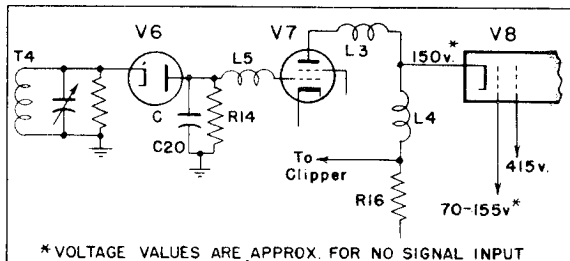 V6
V7
V8
T4
L5
L3
150v.*
C
R14
C20
L4
To
Clipper
R16
415v.
70-155v*
* VOLTAGE VALUES ARE APPROX. FOR NO SIGNAL INPUT